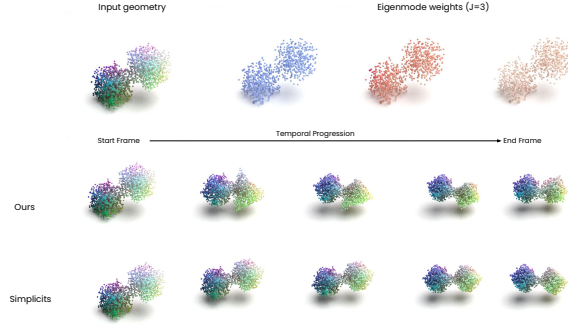 Input geometry
Eigenmode weights (J=3)
Temporal Progression
Start Frame
End Frame
Ours
Simplicits